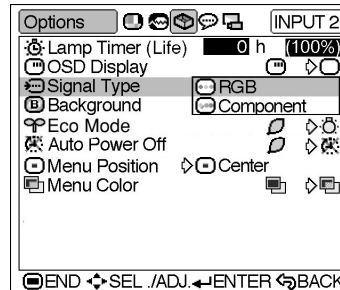 Options INPUT 2
Lamp Timer (Life) 0 h (100%)
OSD Display
Signal Type RGB
Background Component
Eco Mode
Auto Power Off
Menu Position Center
Menu Color
END SEL ./ADJ. ENTER BACK